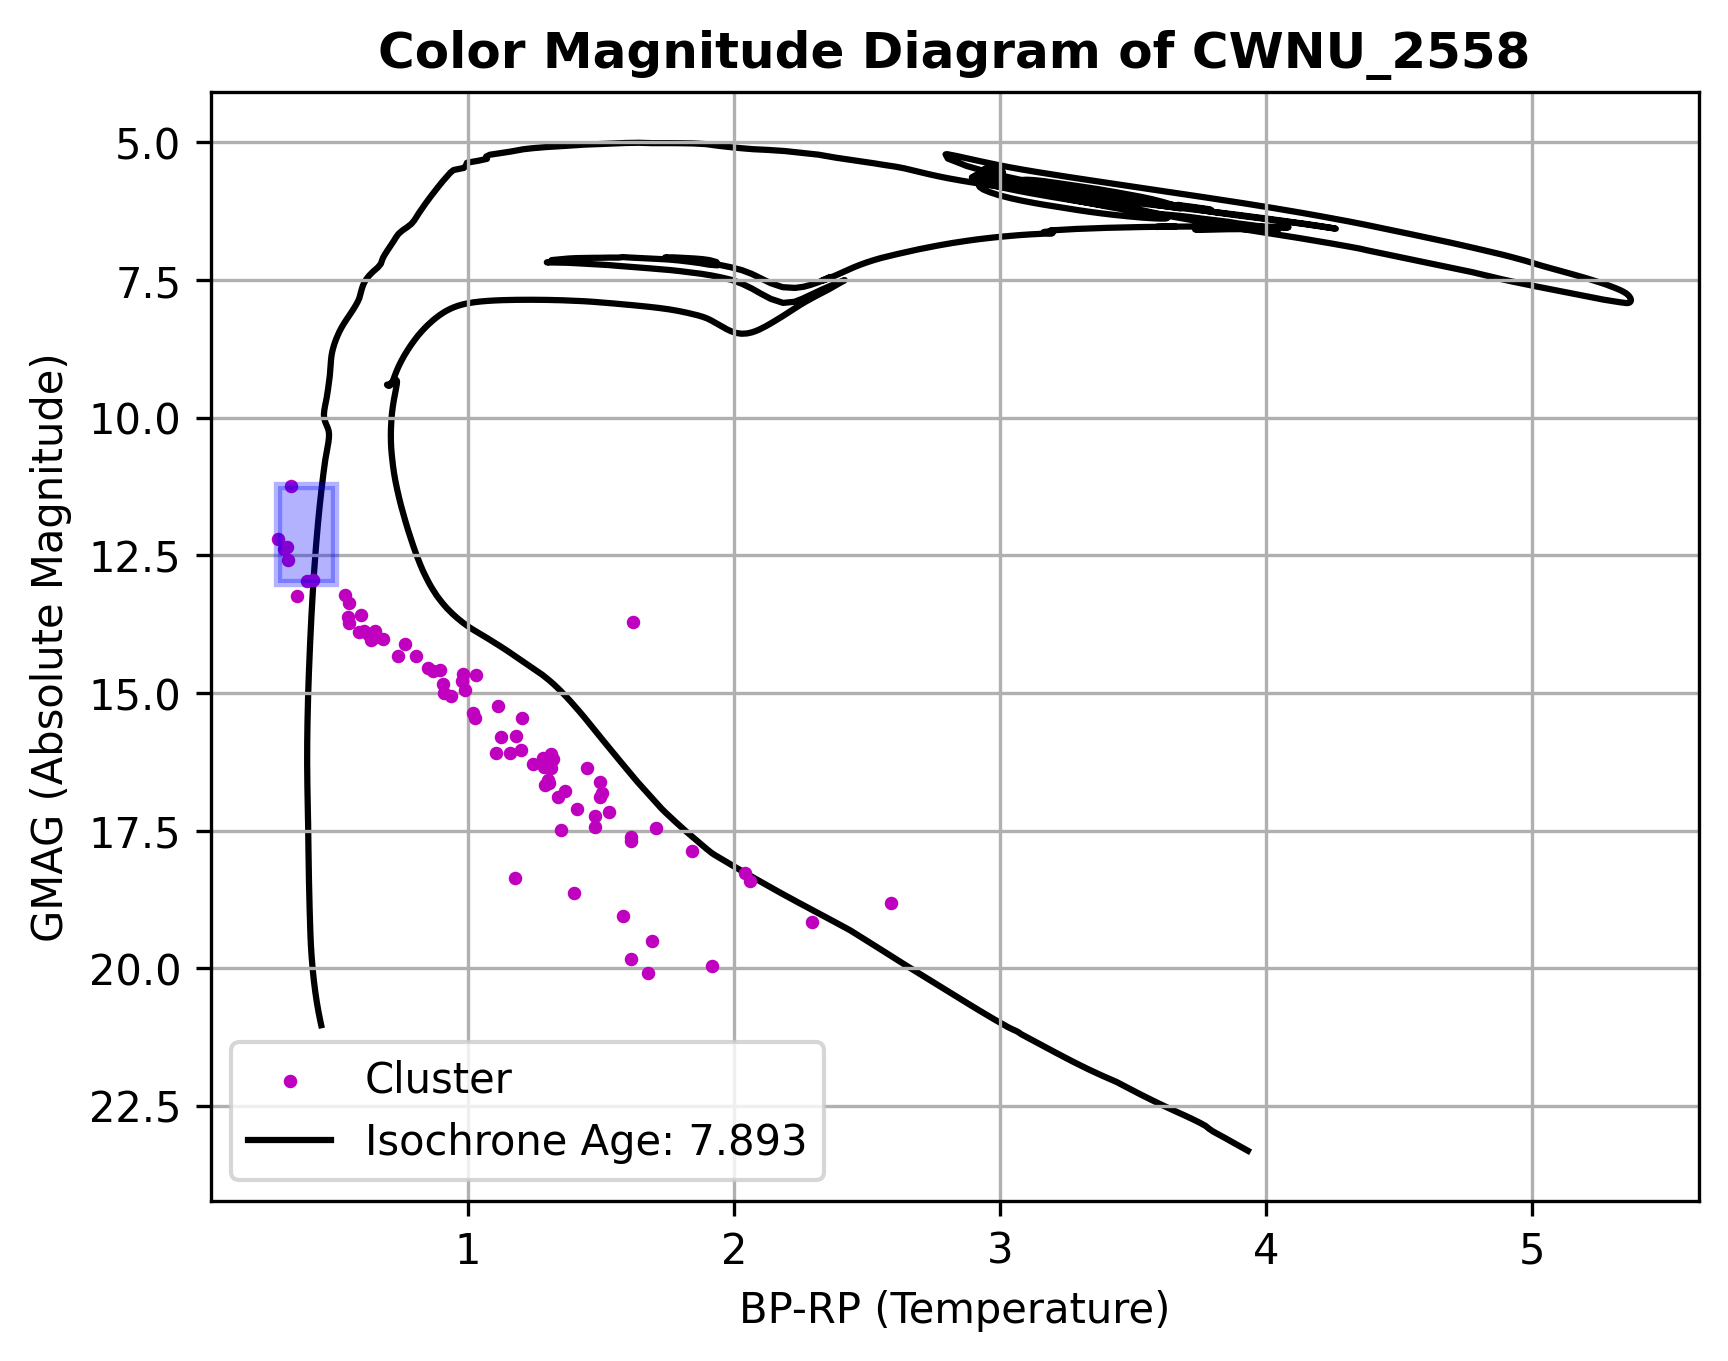 Color Magnitude Diagram of CWNU_2558
GMAG (Absolute Magnitude)
5.0
7.5
10.0
12.5
15.0
17.5
20.0
22.5
Cluster
Isochrone Age: 7.893
1 2 3 4 5
BP-RP (Temperature)